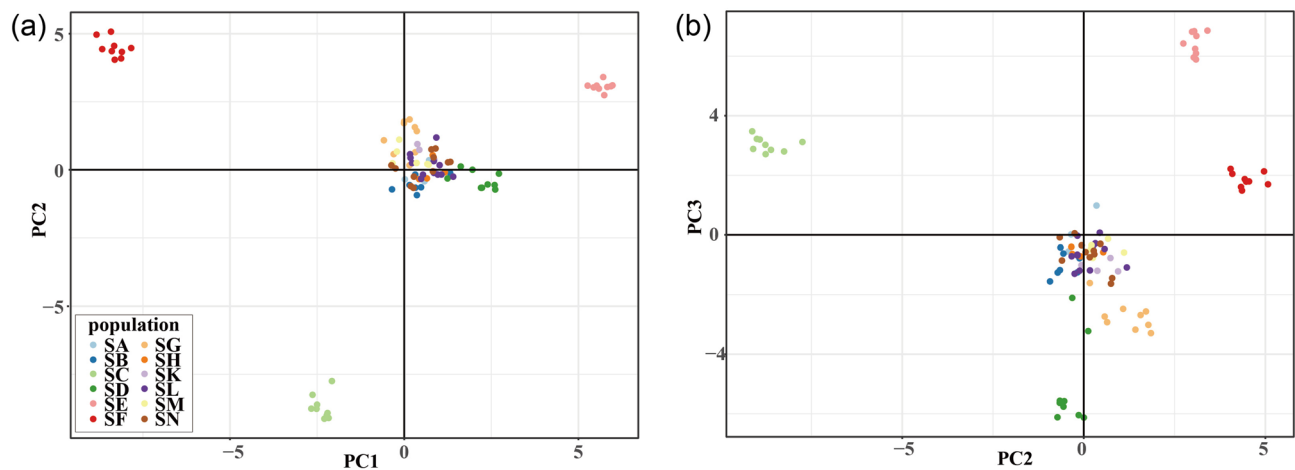 (a)
5
0
−5
PC2
population
SA SG
SB SH
SC SK
SD SL
SE SM
SF SN
−5 0 5
PC1
(b)
4
0
−4
PC3
−5 0 5
PC2